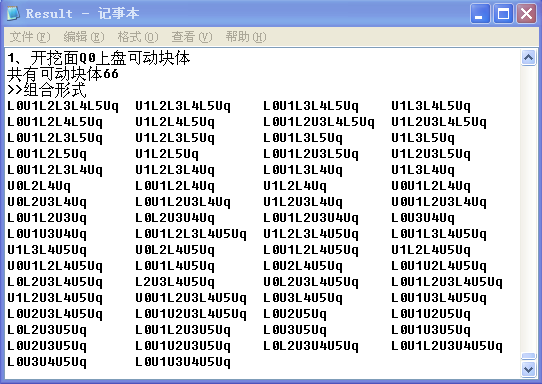 Result - 记事本
文件(F) 编辑(E) 格式(O) 查看(V) 帮助(H)
1、开挖面Q0上盘可动块体
共有可动块体66
>>组合形式
L0U1L2L3L4L5Uq U1L2L3L4L5Uq L0U1L3L4L5Uq U1L3L4L5Uq
L0U1L2L4L5Uq U1L2L4L5Uq L0U1L2U3L4L5Uq U1L2U3L4L5Uq
L0U1L2L3L5Uq U1L2L3L5Uq L0U1L3L5Uq U1L3L5Uq
L0U1L2L5Uq U1L2L5Uq L0U1L2U3L5Uq U1L2U3L5Uq
L0U1L2L3L4Uq U1L2L3L4Uq L0U1L3L4Uq U1L3L4Uq
U0L2L4Uq L0U1L2L4Uq U1L2L4Uq U0U1L2L4Uq
U0L2U3L4Uq L0U1L2U3L4Uq U1L2U3L4Uq U0U1L2U3L4Uq
L0U1L2U3Uq L0L2U3U4Uq L0U1L2U3U4Uq L0U3U4Uq
L0U1U3U4Uq L0U1L2L3L4U5Uq U1L2L3L4U5Uq L0U1L3L4U5Uq
U1L3L4U5Uq U0L2L4U5Uq L0U1L2L4U5Uq U1L2L4U5Uq
U0U1L2L4U5Uq L0U1L4U5Uq L0U2L4U5Uq L0U1U2L4U5Uq
L0L2U3L4U5Uq L0U1L2U3L4U5Uq U0L2U3L4U5Uq L0U1L2U3L4U5Uq
U1L2U3L4U5Uq U0U1L2U3L4U5Uq L0U3L4U5Uq L0U1U3L4U5Uq
L0U2U3L4U5Uq L0U1U2U3L4U5Uq L0U2U5Uq L0U1U2U5Uq
L0L2U3U5Uq L0U1L2U3U5Uq L0U3U5Uq L0U1U3U5Uq
L0U2U3U5Uq L0U1U2U3U5Uq L0L2U3U4U5Uq L0U1L2U3U4U5Uq
L0U3U4U5Uq L0U1U3U4U5Uq